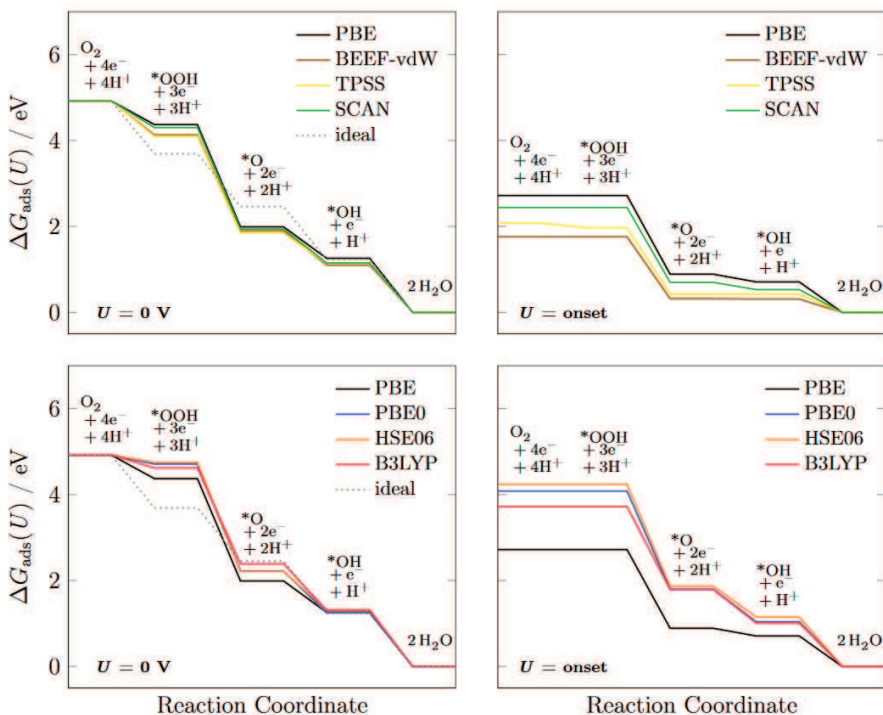 6
4
2
0
ΔG_ads(U) / eV
O₂
+ 4e⁻
+ 4H⁺
*OOH
+ 3e⁻
+ 3H⁺
*O
+ 2e⁻
+ 2H⁺
*OH
+ e⁻
+ H⁺
2 H₂O
PBE
BEEF-vdW
TPSS
SCAN
ideal
U = 0 V
O₂
+ 4e⁻
+ 4H⁺
*OOH
+ 3e⁻
+ 3H⁺
*O
+ 2e⁻
+ 2H⁺
*OH
+ e
+ H⁺
2 H₂O
PBE
BEEF-vdW
TPSS
SCAN
U = onset
6
4
2
0
ΔG_ads(U) / eV
O₂
+ 4e⁻
+ 4H⁺
*OOH
+ 3e⁻
+ 3H⁺
*O
+ 2e⁻
+ 2H⁺
*OH
+ e⁻
+ H⁺
2 H₂O
PBE
PBE0
HSE06
B3LYP
ideal
U = 0 V
Reaction Coordinate
O₂
+ 4e⁻
+ 4H⁺
*OOH
+ 3e⁻
+ 3H⁺
*O
+ 2e⁻
+ 2H⁺
*OH
+ e⁻
+ H⁺
2 H₂O
PBE
PBE0
HSE06
B3LYP
U = onset
Reaction Coordinate